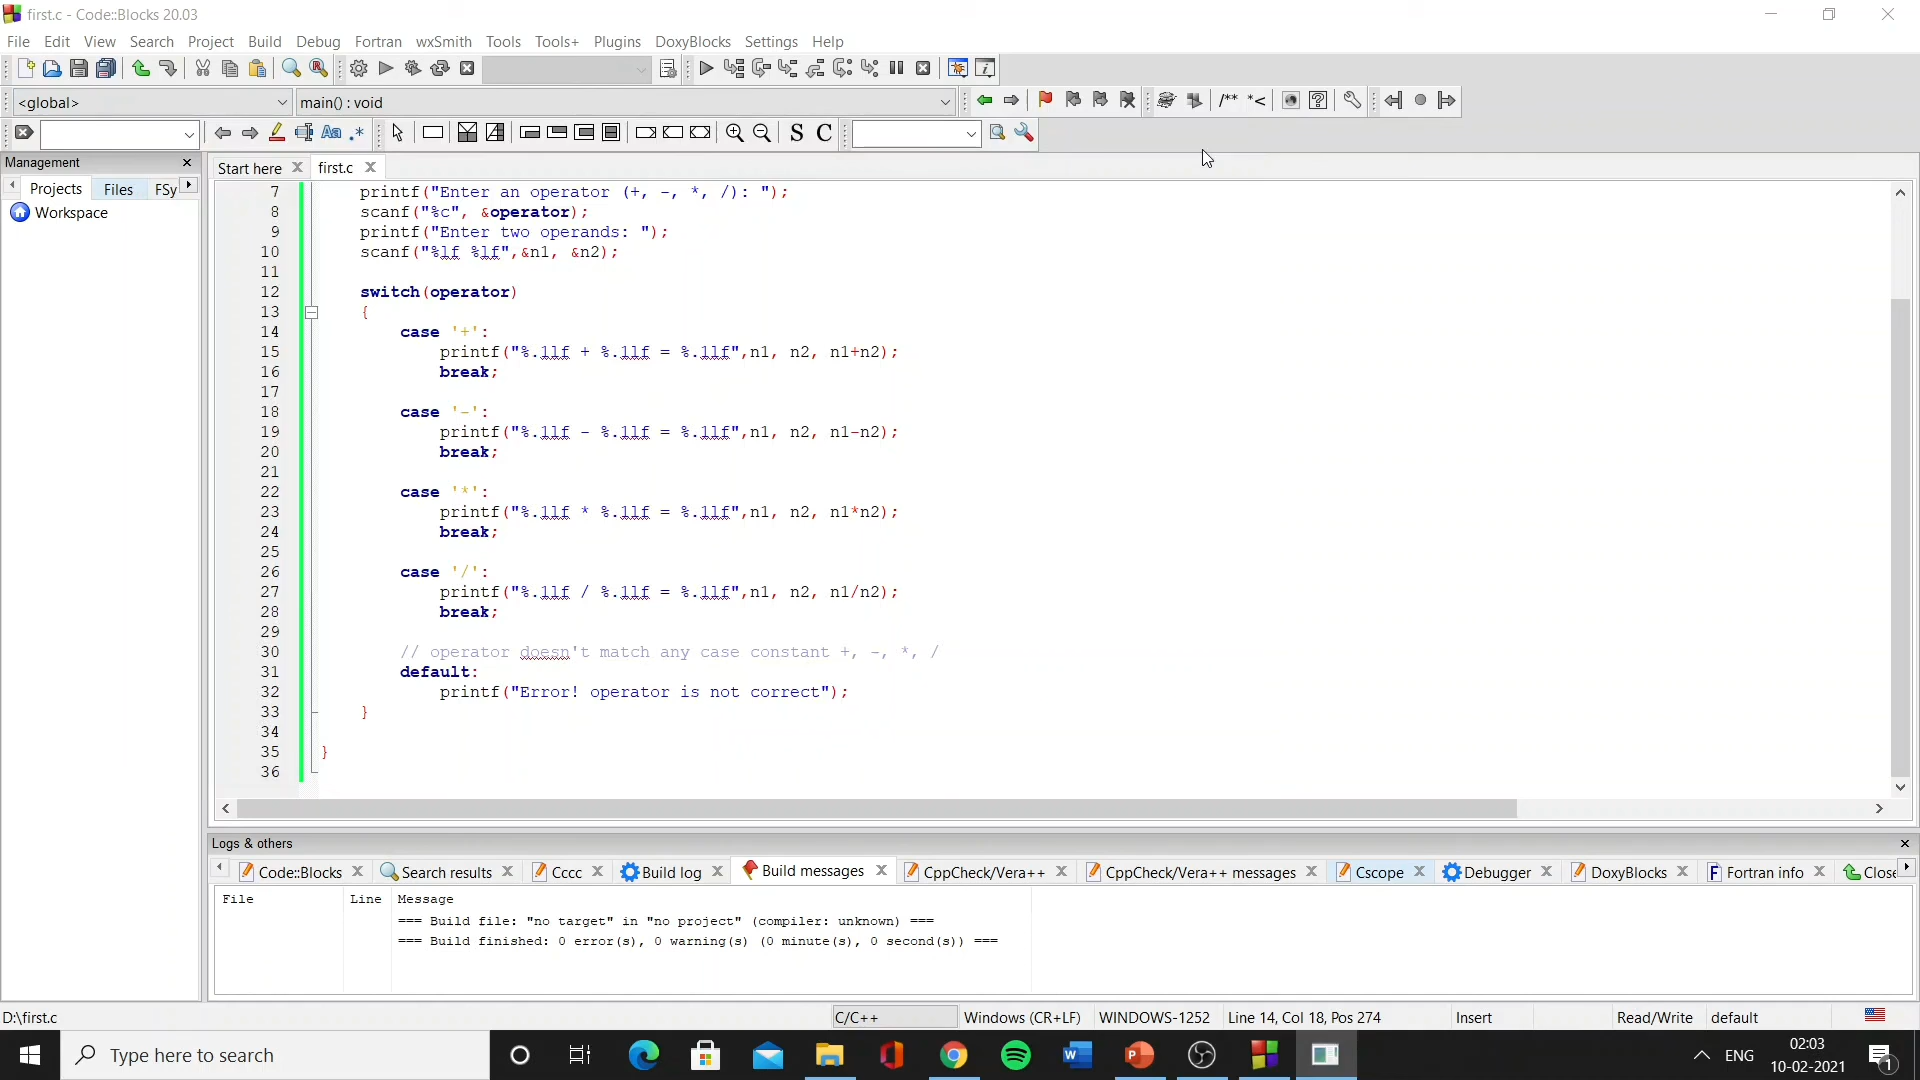 first.c - Code::Blocks 20.03
File Edit View Search Project Build Debug Fortran wxSmith Tools Tools+ Plugins DoxyBlocks Settings Help
<global> main() : void /** *<
Aa .* S C
Management
Start here first.c
Projects Files FSy
Workspace
7 printf("Enter an operator (+, -, *, /): ");
8 scanf("%c", &operator);
9 printf("Enter two operands: ");
10 scanf("%lf %lf",&n1, &n2);
11
12 switch(operator)
13 {
14 case '+':
15 printf("%.1lf + %.1lf = %.1lf",n1, n2, n1+n2);
16 break;
17
18 case '-':
19 printf("%.1lf - %.1lf = %.1lf",n1, n2, n1-n2);
20 break;
21
22 case '*':
23 printf("%.1lf * %.1lf = %.1lf",n1, n2, n1*n2);
24 break;
25
26 case '/':
27 printf("%.1lf / %.1lf = %.1lf",n1, n2, n1/n2);
28 break;
29
30 // operator doesn't match any case constant +, -, *, /
31 default:
32 printf("Error! operator is not correct");
33 }
34
35 }
36
Logs & others
Code::Blocks Search results Cccc Build log Build messages CppCheck/Vera++ CppCheck/Vera++ messages Cscope Debugger DoxyBlocks Fortran info Close
File Line Message
=== Build file: "no target" in "no project" (compiler: unknown) ===
=== Build finished: 0 error(s), 0 warning(s) (0 minute(s), 0 second(s)) ===
D:\first.c C/C++ Windows (CR+LF) WINDOWS-1252 Line 14, Col 18, Pos 274 Insert Read/Write default
Type here to search ENG 02:03
10-02-2021 1